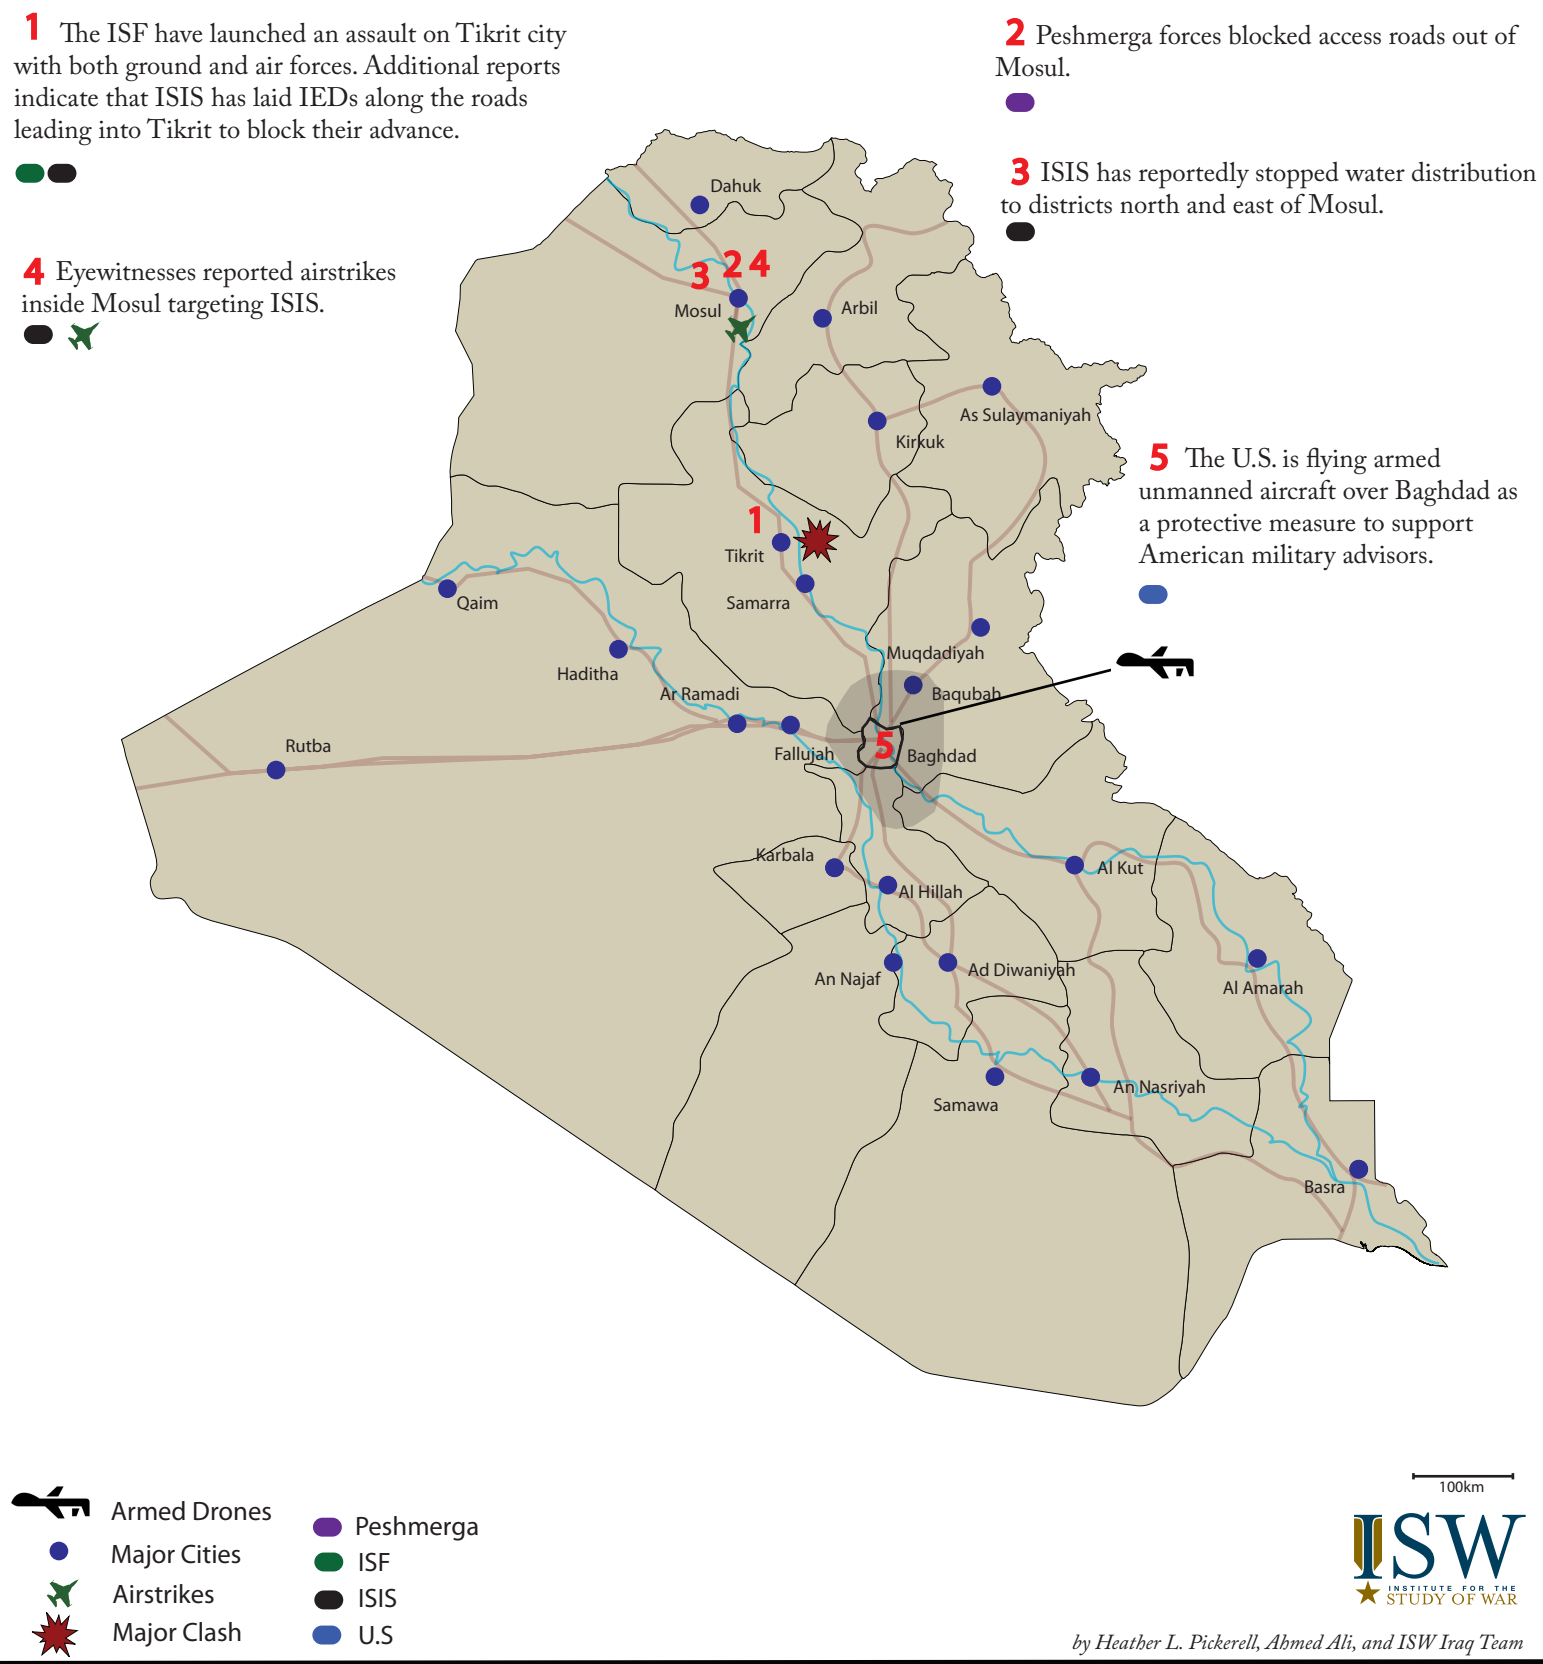 1 The ISF have launched an assault on Tikrit city
with both ground and air forces. Additional reports
indicate that ISIS has laid IEDs along the roads
leading into Tikrit to block their advance.
2 Peshmerga forces blocked access roads out of
Mosul.
3 ISIS has reportedly stopped water distribution
to districts north and east of Mosul.
4 Eyewitnesses reported airstrikes
inside Mosul targeting ISIS.
5 The U.S. is flying armed
unmanned aircraft over Baghdad as
a protective measure to support
American military advisors.
Dahuk
3 2 4
Mosul
Arbil
As Sulaymaniyah
Kirkuk
1
Tikrit
Samarra
Qaim
Haditha
Muqdadiyah
Ar Ramadi
Baqubah
Rutba
Fallujah
5
Baghdad
Karbala
Al Kut
Al Hillah
An Najaf
Ad Diwaniyah
Al Amarah
An Nasriyah
Samawa
Basra
Armed Drones
Major Cities
Airstrikes
Major Clash
Peshmerga
ISF
ISIS
U.S
100km
ISW
INSTITUTE FOR THE
STUDY OF WAR
by Heather L. Pickerell, Ahmed Ali, and ISW Iraq Team